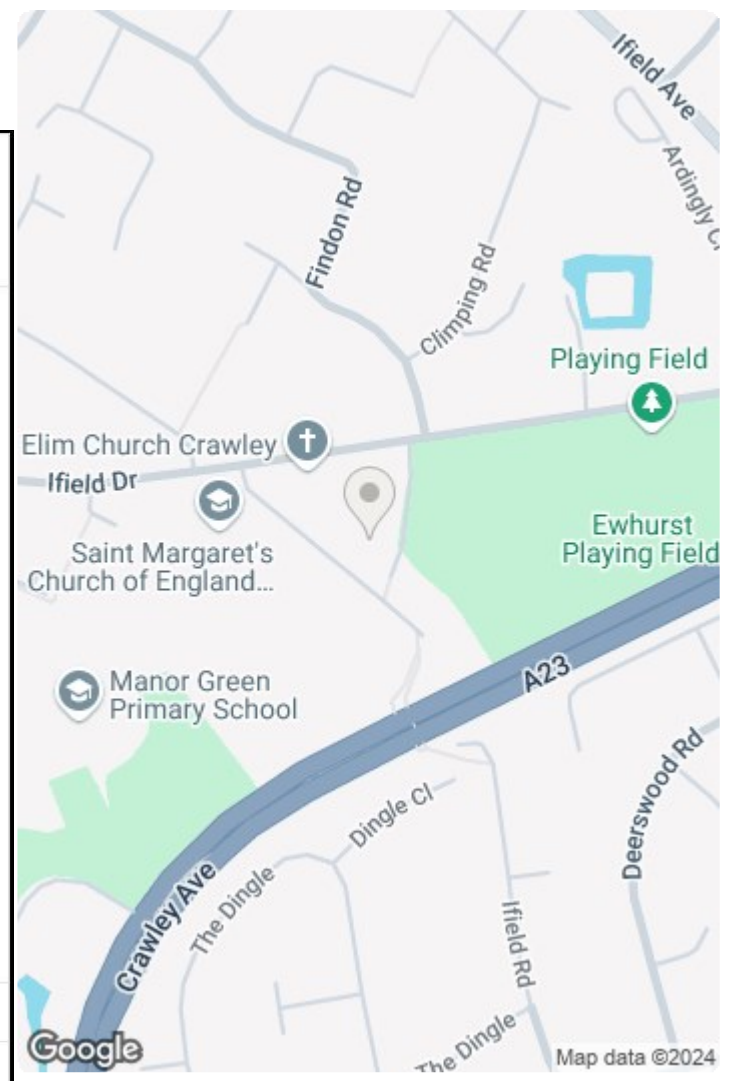 Ifield Ave
Ardingly Cl
Findon Rd
Climping Rd
Playing Field
Elim Church Crawley
Ifield Dr
Saint Margaret's
Church of England...
Ewhurst
Playing Field
A23
Manor Green
Primary School
Deerswood Rd
Dingle Cl
The Dingle
Crawley Ave
Ifield Rd
The Dingle
Google
Map data ©2024